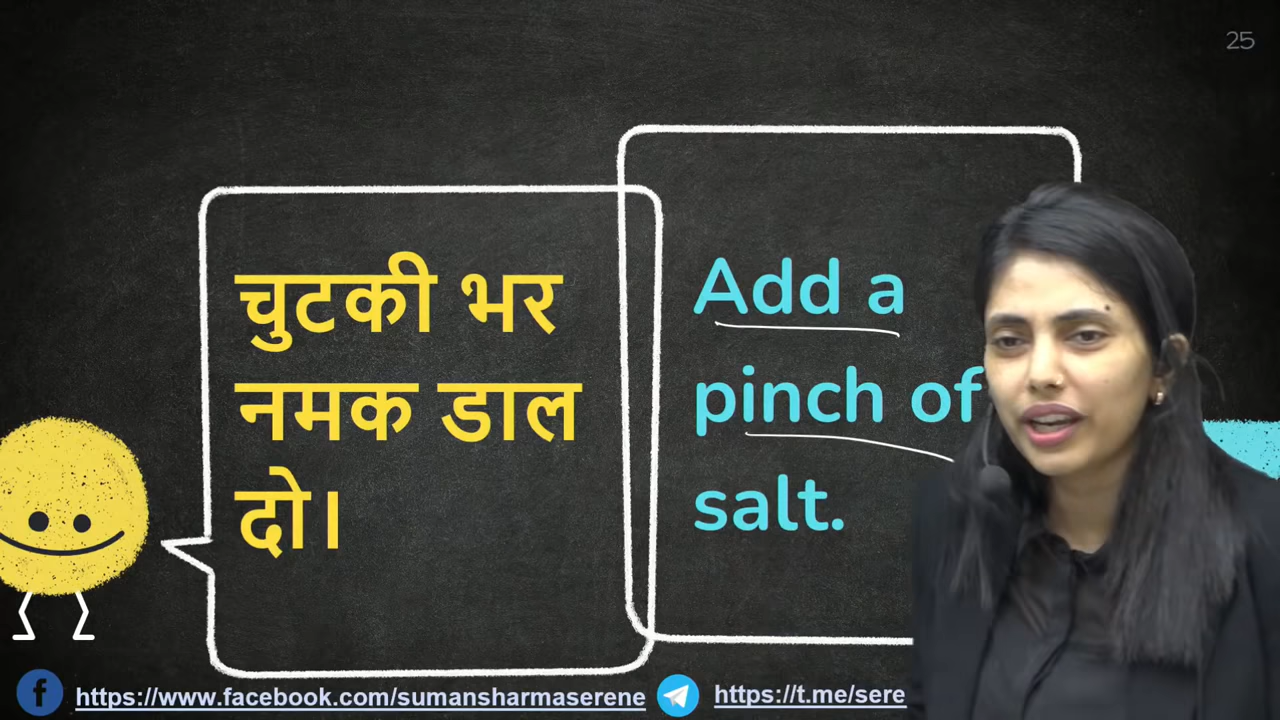 25
चुटकी भर
नमक डाल
दो।
Add a
pinch of
salt.
https://www.facebook.com/sumansharmaserene
https://t.me/sere